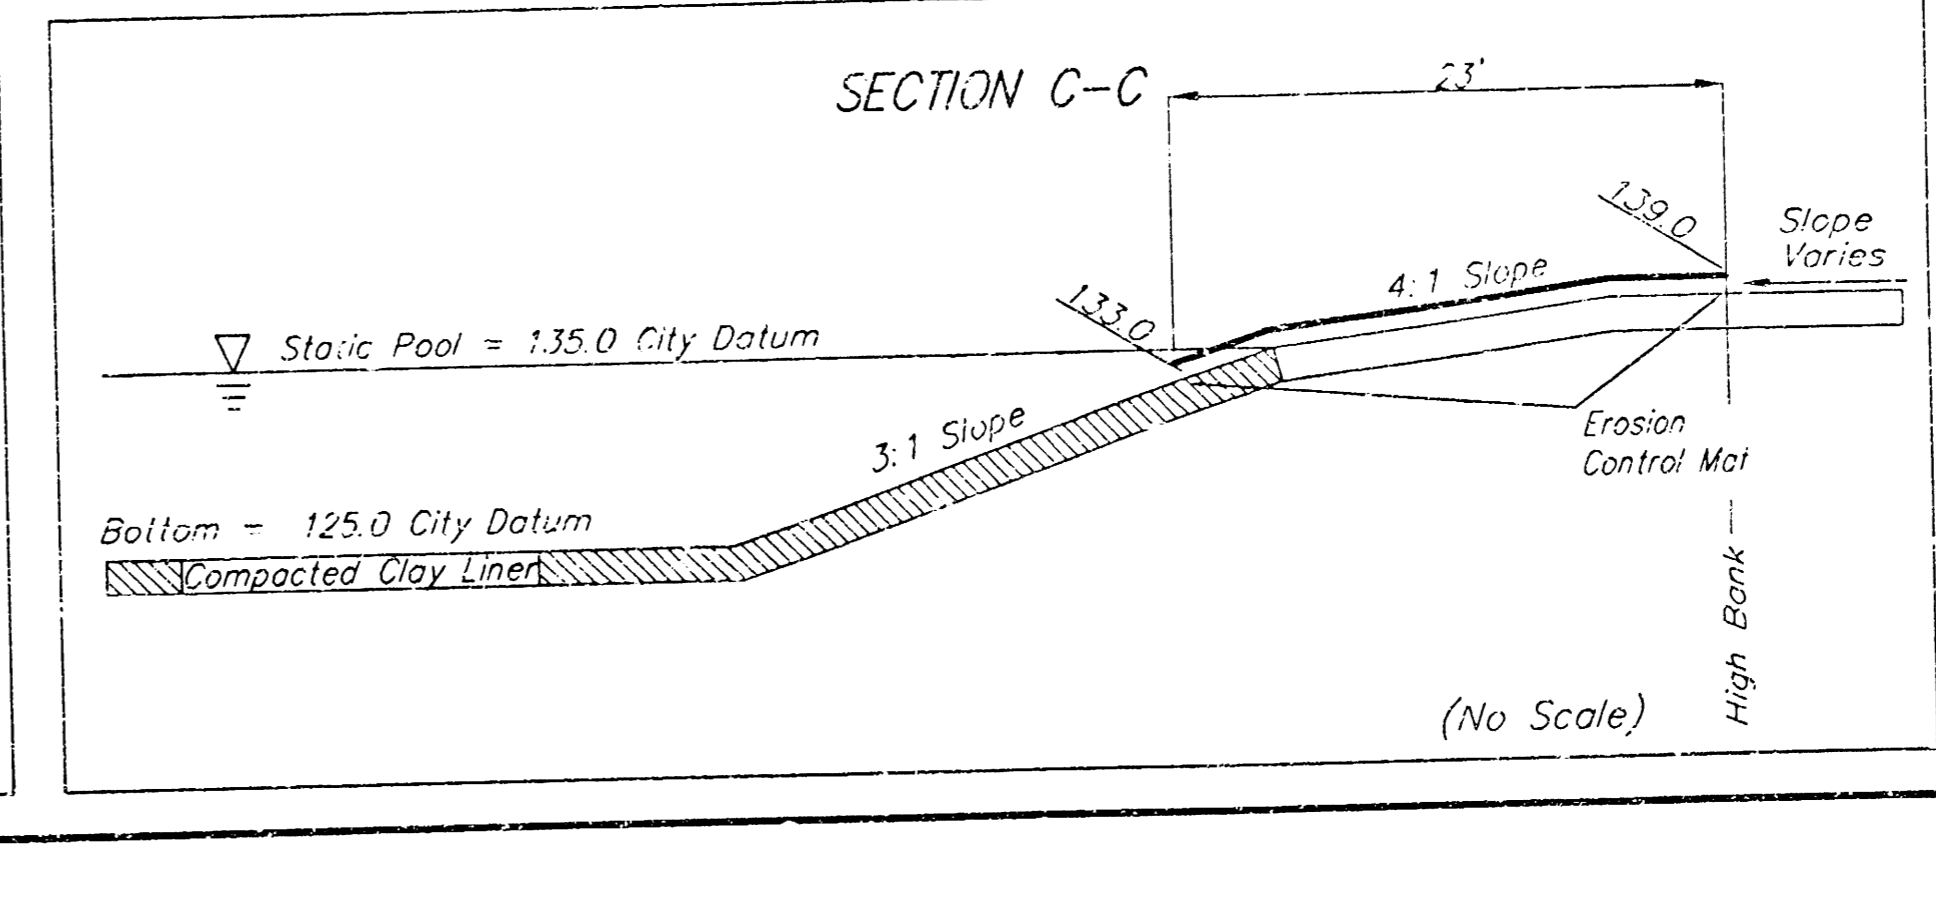 SECTION C-C
23'
139.0
Slope
Varies
4:1 Slope
133.0
Static Pool = 135.0 City Datum
3:1 Slope
Erosion
Control Mat
Bottom = 125.0 City Datum
Compacted Clay Liner
High Bank
(No Scale)